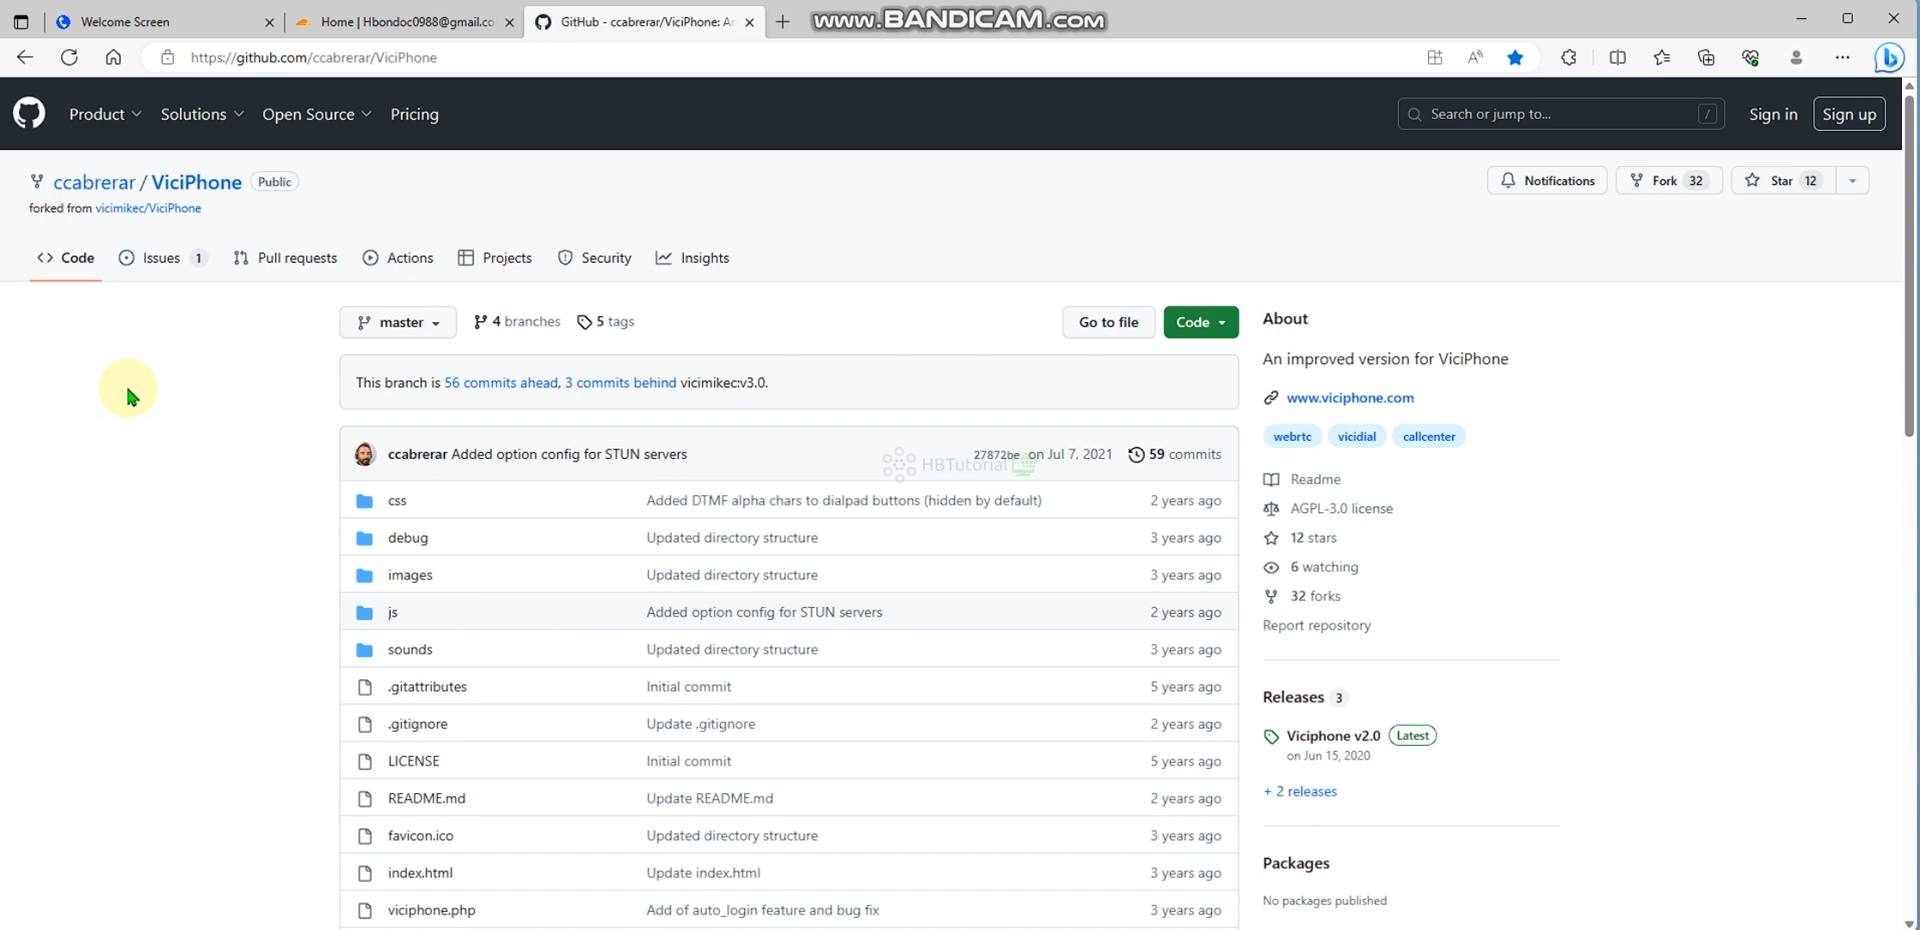 Welcome Screen
Home | Hbondoc0988@gmail.co
GitHub - ccabrerar/ViciPhone: An
www.BANDICAM.com
https://github.com/ccabrerar/ViciPhone
Product
Solutions
Open Source
Pricing
Search or jump to...
/
Sign in
Sign up
ccabrerar / ViciPhone
Public
Notifications
Fork 32
Star 12
forked from vicimikec/ViciPhone
Code
Issues 1
Pull requests
Actions
Projects
Security
Insights
master
4 branches
5 tags
Go to file
Code
This branch is 56 commits ahead, 3 commits behind vicimikec:v3.0.
ccabrerar Added option config for STUN servers
27872be on Jul 7, 2021
59 commits
HBTutorial
css Added DTMF alpha chars to dialpad buttons (hidden by default) 2 years ago
debug Updated directory structure 3 years ago
images Updated directory structure 3 years ago
js Added option config for STUN servers 2 years ago
sounds Updated directory structure 3 years ago
.gitattributes Initial commit 5 years ago
.gitignore Update .gitignore 2 years ago
LICENSE Initial commit 5 years ago
README.md Update README.md 2 years ago
favicon.ico Updated directory structure 3 years ago
index.html Update index.html 3 years ago
viciphone.php Add of auto_login feature and bug fix 3 years ago
About
An improved version for ViciPhone
www.viciphone.com
webrtc vicidial callcenter
Readme
AGPL-3.0 license
12 stars
6 watching
32 forks
Report repository
Releases 3
Viciphone v2.0 Latest
on Jun 15, 2020
+ 2 releases
Packages
No packages published